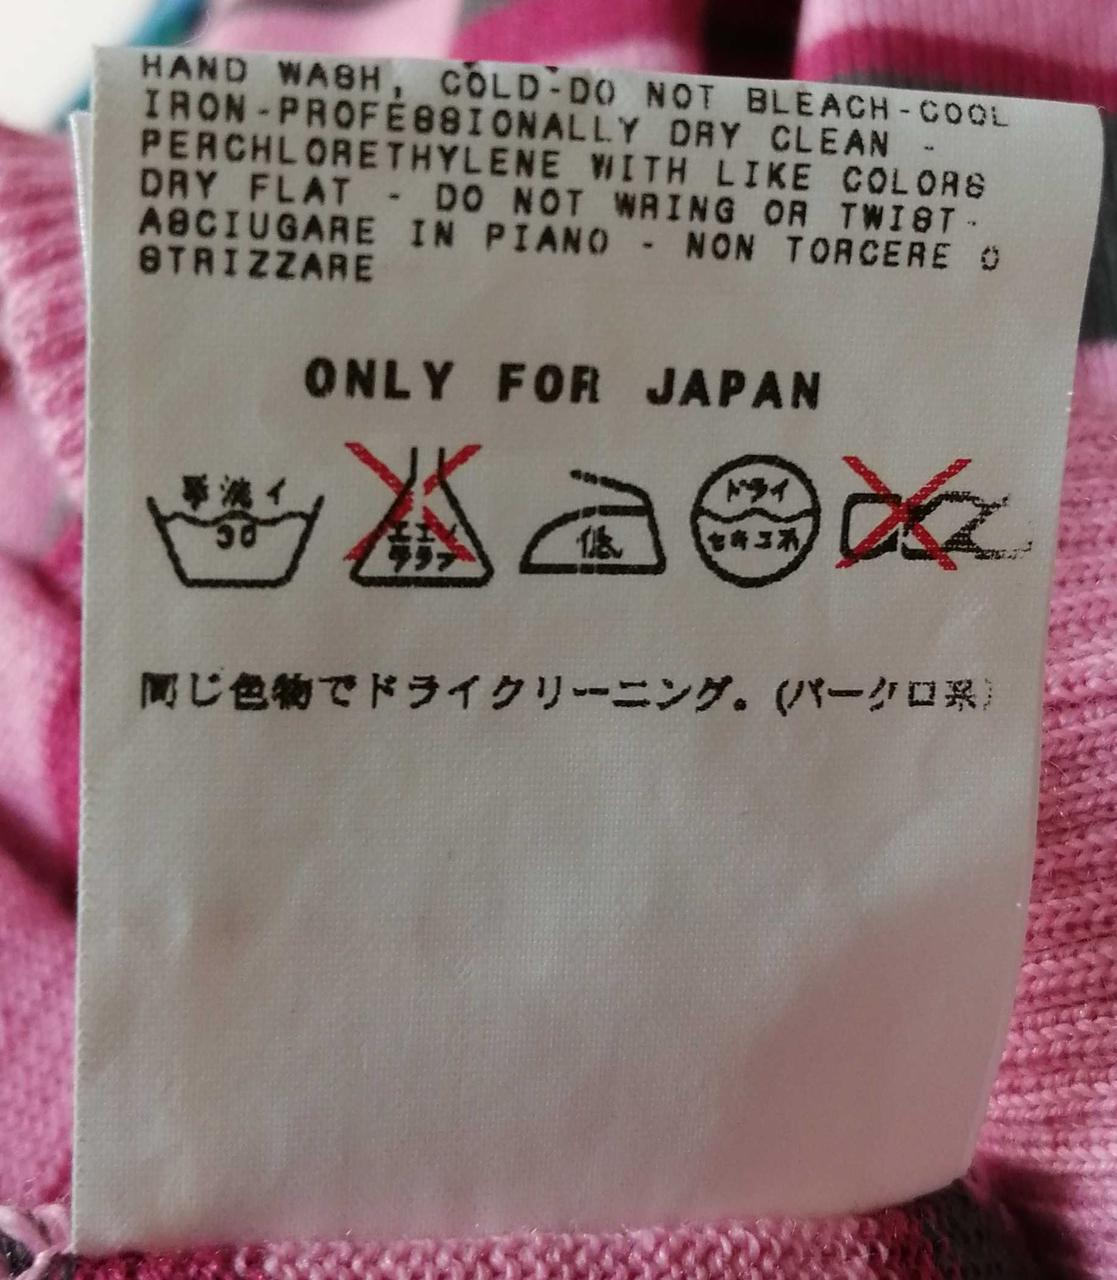 HAND WASH, COLD-DO NOT BLEACH-COOL
IRON-PROFESSIONALLY DRY CLEAN -
PERCHLORETHYLENE WITH LIKE COLORS
DRY FLAT - DO NOT WRING OR TWIST-
ASCIUGARE IN PIANO - NON TORCERE O
STRIZZARE
ONLY FOR JAPAN
手洗イ
30
エンソ
サラシ
低
ドライ
セキユ系
同じ色物でドライクリーニング。(パークロ系)